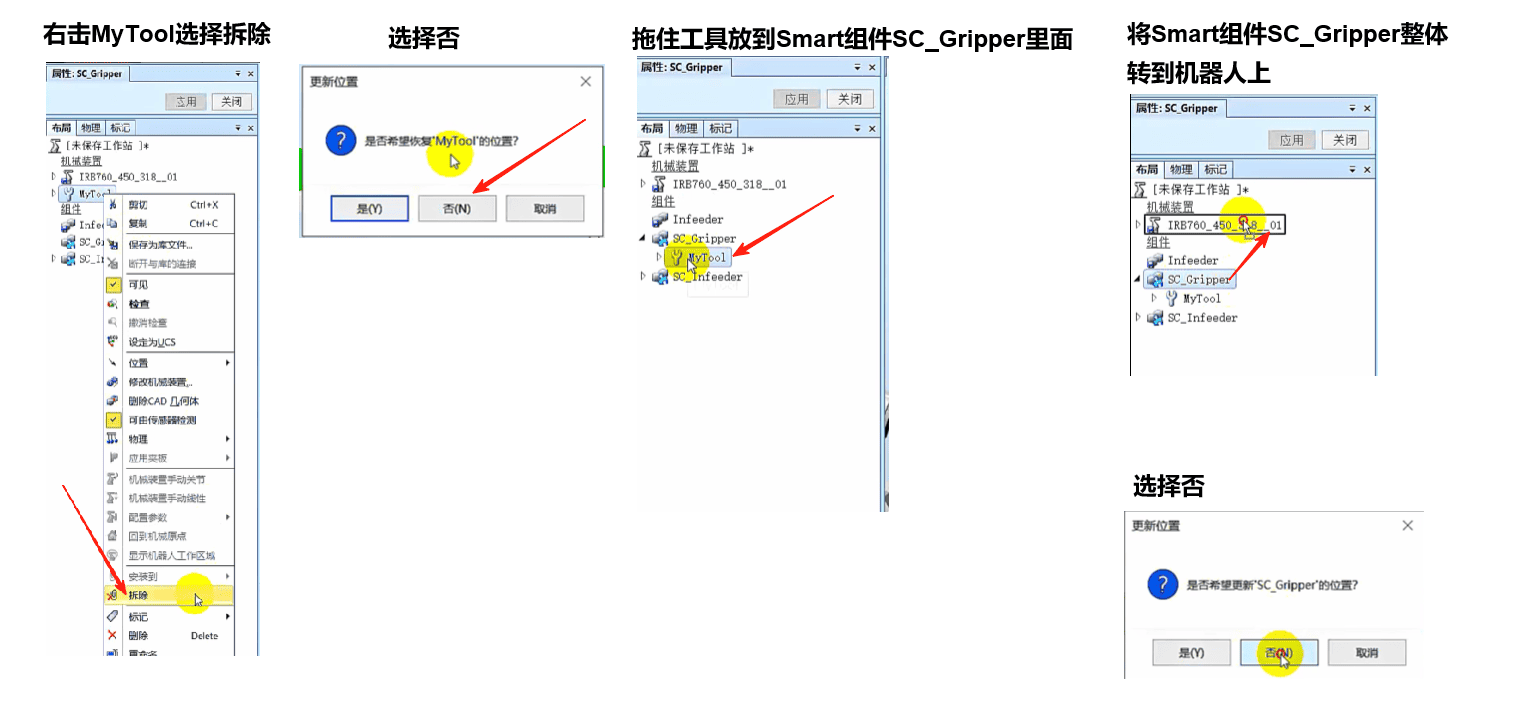 右击MyTool选择拆除
属性: SC_Gripper
应用
关闭
布局
物理
标记
[未保存工作站 ]*
机械装置
IRB760_450_318__01
MyTool
组件
剪切 Ctrl+X
复制 Ctrl+C
保存为库文件...
断开与库的连接
可见
检查
撤消检查
设定为UCS
位置
修改机械装置...
删除CAD 几何体
可由传感器检测
物理
应用夹板
机械装置手动关节
机械装置手动线性
配置参数
回到机械原点
显示机器人工作区域
安装到
拆除
标记
删除 Delete
重命名
选择否
更新位置
是否希望恢复'MyTool'的位置?
是(Y)
否(N)
取消
拖住工具放到Smart组件SC_Gripper里面
属性: SC_Gripper
应用
关闭
布局
物理
标记
[未保存工作站 ]*
机械装置
IRB760_450_318__01
组件
Infeeder
SC_Gripper
MyTool
SC_Infeeder
将Smart组件SC_Gripper整体
转到机器人上
属性: SC_Gripper
应用
关闭
布局
物理
标记
[未保存工作站 ]*
机械装置
IRB760_450_318__01
组件
Infeeder
SC_Gripper
MyTool
SC_Infeeder
选择否
更新位置
是否希望更新'SC_Gripper'的位置?
是(Y)
否(N)
取消